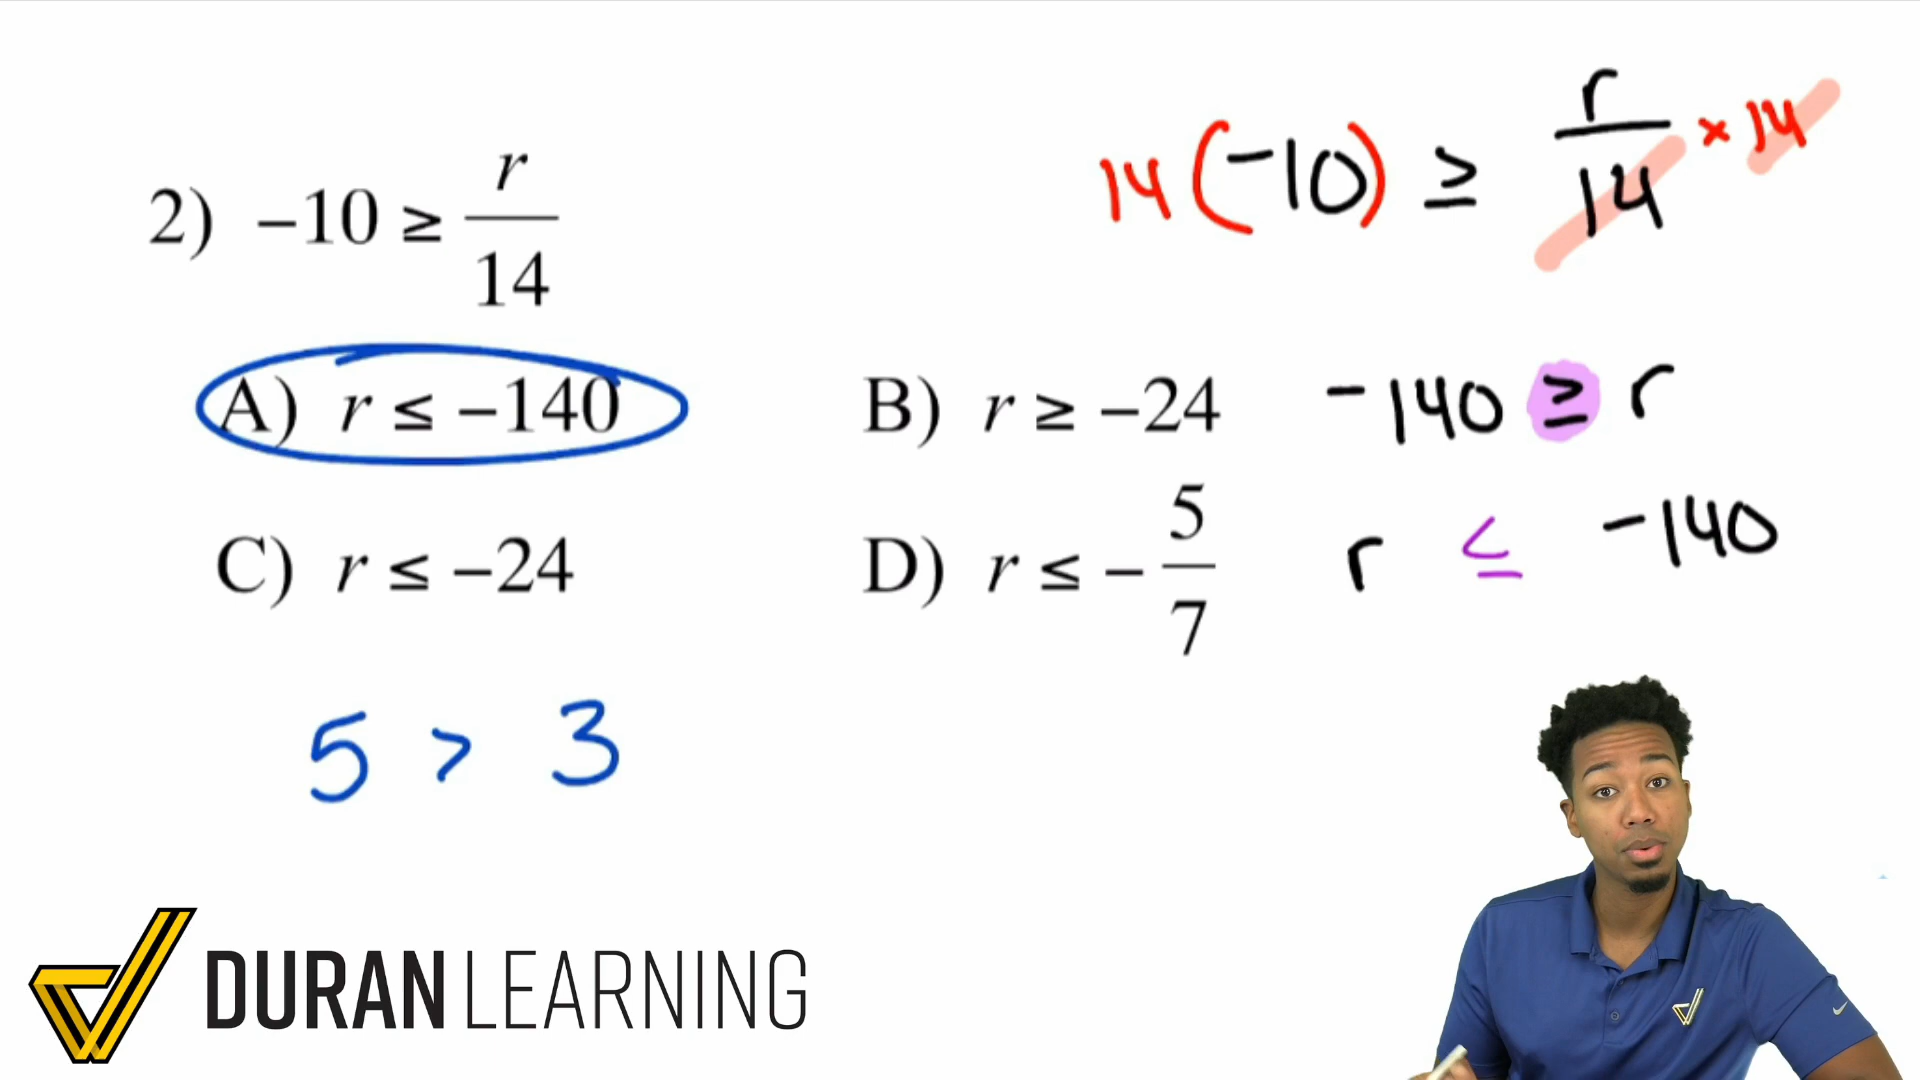 2) −10 ≥ r/14
14(−10) ≥ r/14 × 14
A) r ≤ −140
B) r ≥ −24
−140 ≥ r
C) r ≤ −24
D) r ≤ −5/7
r ≤ −140
5 > 3
DURAN LEARNING